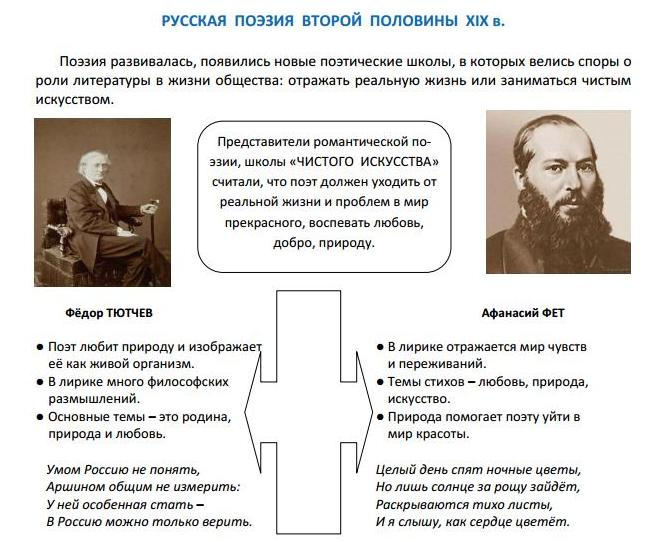 РУССКАЯ ПОЭЗИЯ ВТОРОЙ ПОЛОВИНЫ XIX в.
Поэзия развивалась, появились новые поэтические школы, в которых велись споры о
роли литературы в жизни общества: отражать реальную жизнь или заниматься чистым
искусством.
Представители романтической по-
эзии, школы «ЧИСТОГО ИСКУССТВА»
считали, что поэт должен уходить от
реальной жизни и проблем в мир
прекрасного, воспевать любовь,
добро, природу.
Фёдор ТЮТЧЕВ
● Поэт любит природу и изображает
её как живой организм.
● В лирике много философских
размышлений.
● Основные темы – это родина,
природа и любовь.
Умом Россию не понять,
Аршином общим не измерить:
У ней особенная стать –
В Россию можно только верить.
Афанасий ФЕТ
● В лирике отражается мир чувств
и переживаний.
● Темы стихов – любовь, природа,
искусство.
● Природа помогает поэту уйти в
мир красоты.
Целый день спят ночные цветы,
Но лишь солнце за рощу зайдёт,
Раскрываются тихо листы,
И я слышу, как сердце цветёт.